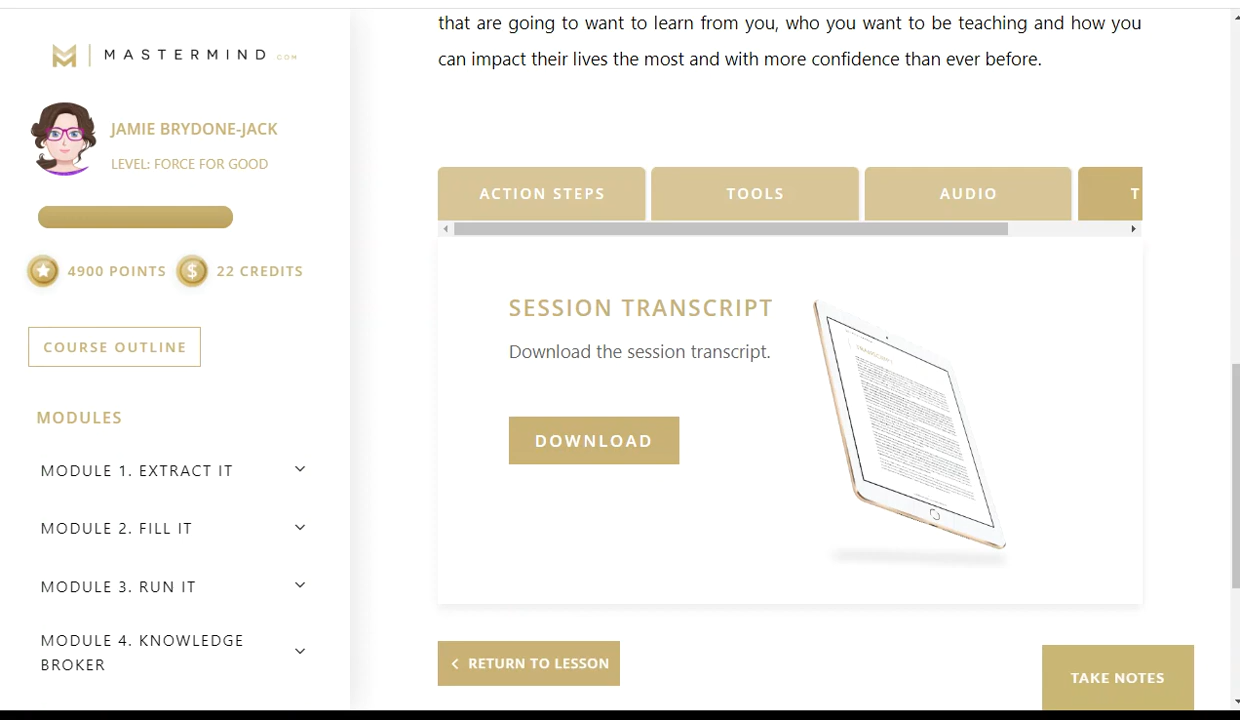 that are going to want to learn from you, who you want to be teaching and how you
can impact their lives the most and with more confidence than ever before.
MASTERMIND.COM
JAMIE BRYDONE-JACK
LEVEL: FORCE FOR GOOD
4900 POINTS
22 CREDITS
COURSE OUTLINE
MODULES
MODULE 1. EXTRACT IT
MODULE 2. FILL IT
MODULE 3. RUN IT
MODULE 4. KNOWLEDGE
BROKER
ACTION STEPS
TOOLS
AUDIO
T
SESSION TRANSCRIPT
Download the session transcript.
DOWNLOAD
TRANSCRIPT
RETURN TO LESSON
TAKE NOTES